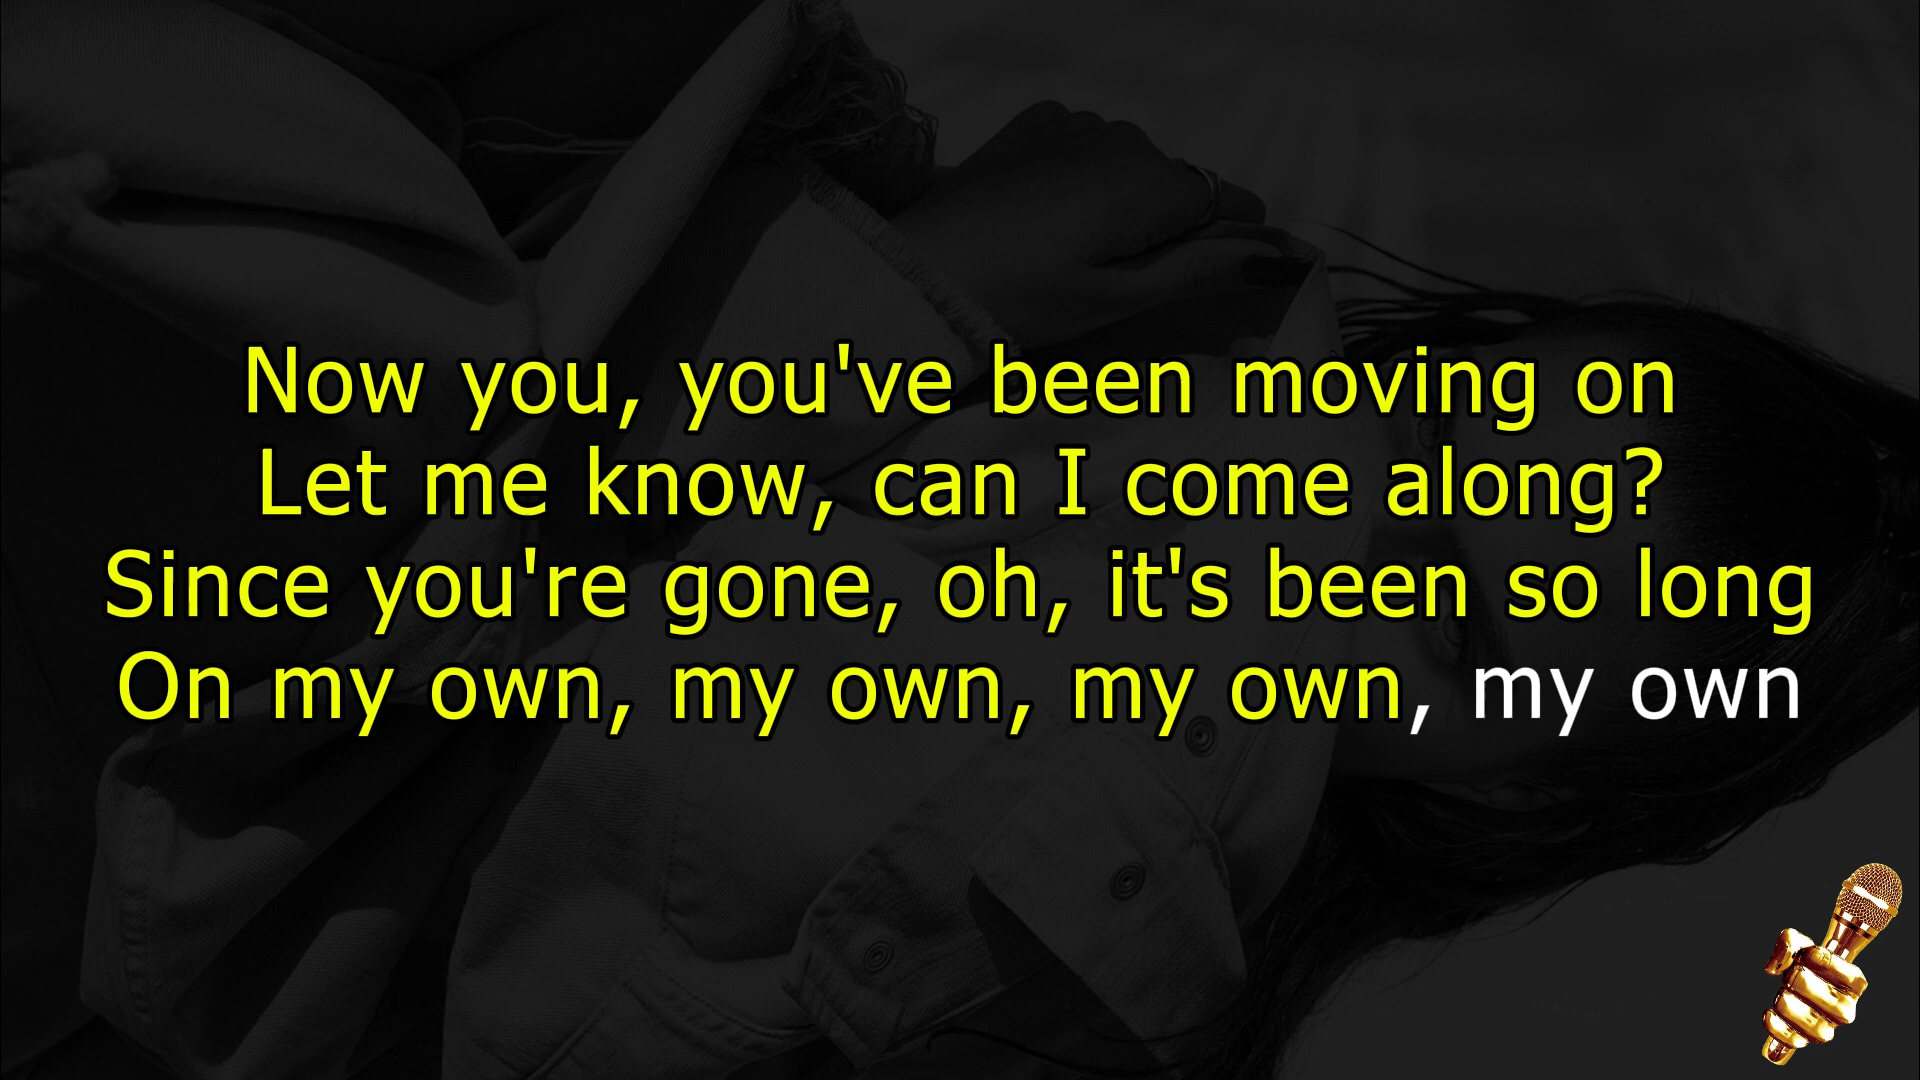 Now you, you've been moving on
Let me know, can I come along?
Since you're gone, oh, it's been so long
On my own, my own, my own, my own